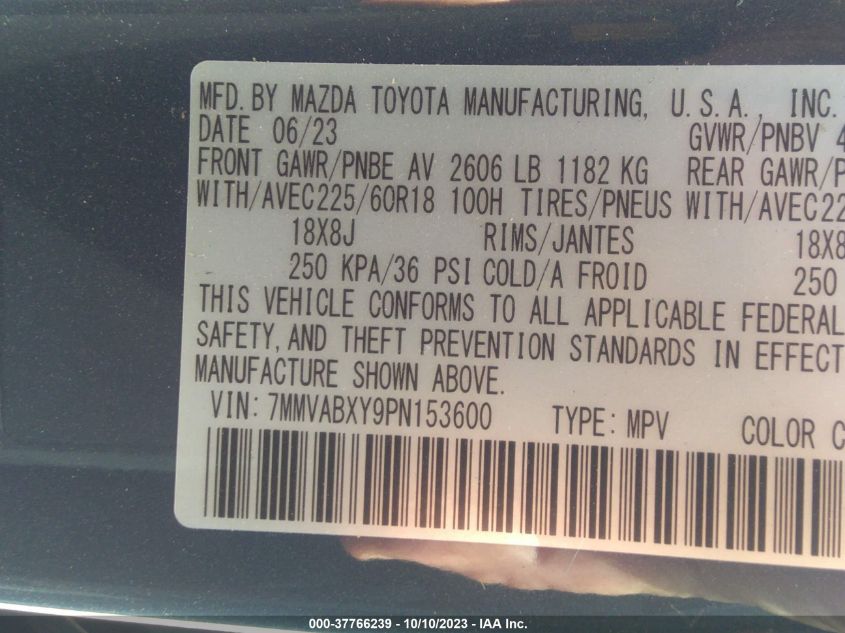 MFD. BY MAZDA TOYOTA MANUFACTURING, U.S.A., INC.
DATE 06/23 GVWR/PNBV 4
FRONT GAWR/PNBE AV 2606 LB 1182 KG REAR GAWR/P
WITH/AVEC225/60R18 100H TIRES/PNEUS WITH/AVEC22
18X8J RIMS/JANTES 18X8
250 KPA/36 PSI COLD/A FROID 250
THIS VEHICLE CONFORMS TO ALL APPLICABLE FEDERAL
SAFETY, AND THEFT PREVENTION STANDARDS IN EFFECT
MANUFACTURE SHOWN ABOVE.
VIN: 7MMVABXY9PN153600 TYPE: MPV COLOR C
000-37766239 - 10/10/2023 - IAA Inc.